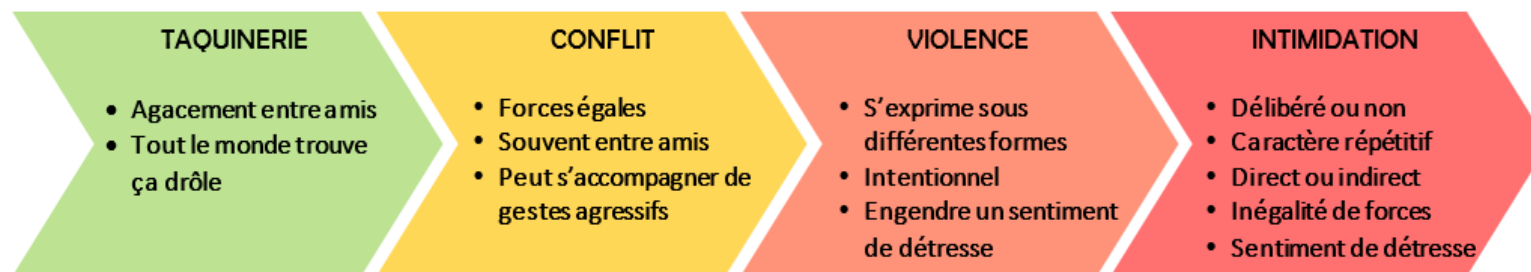 TAQUINERIE
• Agacement entre amis
• Tout le monde trouve
ça drôle
CONFLIT
• Forces égales
• Souvent entre amis
• Peut s'accompagner de
gestes agressifs
VIOLENCE
• S'exprime sous
différentes formes
• Intentionnel
• Engendre un sentiment
de détresse
INTIMIDATION
• Délibéré ou non
• Caractère répétitif
• Direct ou indirect
• Inégalité de forces
• Sentiment de détresse